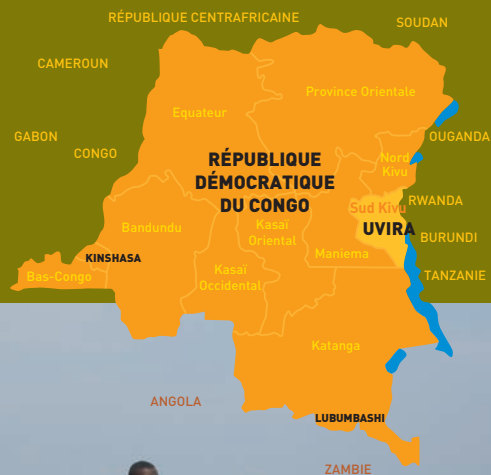 RÉPUBLIQUE CENTRAFRICAINE
SOUDAN
CAMEROUN
Province Orientale
Equateur
GABON
OUGANDA
CONGO
Nord
Kivu
RÉPUBLIQUE
DÉMOCRATIQUE
DU CONGO
RWANDA
Sud Kivu
UVIRA
Bandundu
Kasaï
Oriental
BURUNDI
Maniema
KINSHASA
Bas-Congo
Kasaï
Occidental
TANZANIE
Katanga
ANGOLA
LUBUMBASHI
ZAMBIE